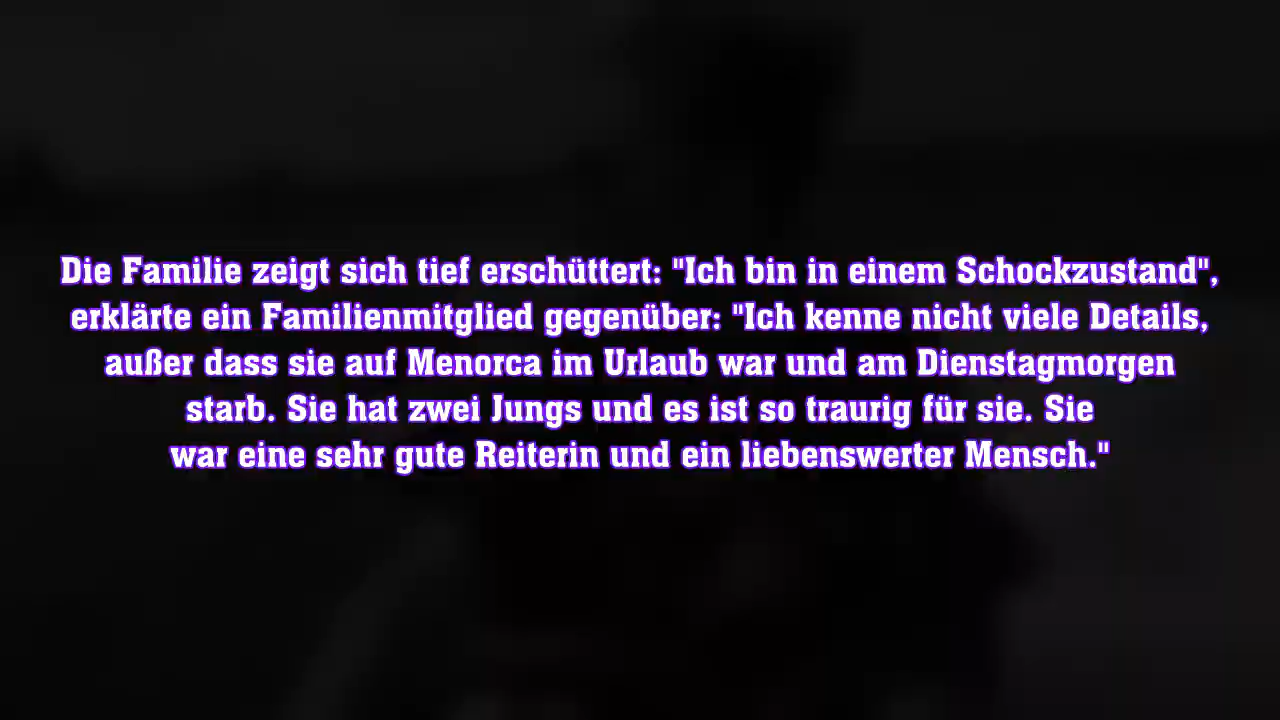 Die Familie zeigt sich tief erschüttert: "Ich bin in einem Schockzustand",
erklärte ein Familienmitglied gegenüber: "Ich kenne nicht viele Details,
außer dass sie auf Menorca im Urlaub war und am Dienstagmorgen
starb. Sie hat zwei Jungs und es ist so traurig für sie. Sie
war eine sehr gute Reiterin und ein liebenswerter Mensch."